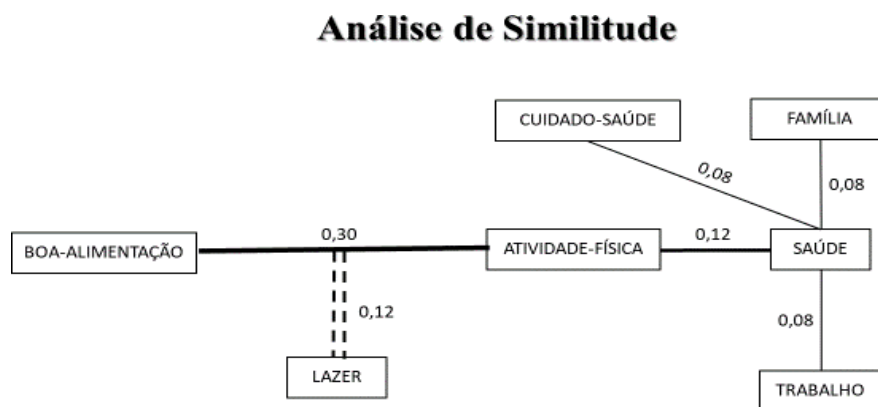 Análise de Similitude
CUIDADO-SAÚDE
FAMÍLIA
0,08
0,08
BOA-ALIMENTAÇÃO
0,30
ATIVIDADE-FÍSICA
0,12
SAÚDE
0,12
0,08
LAZER
TRABALHO